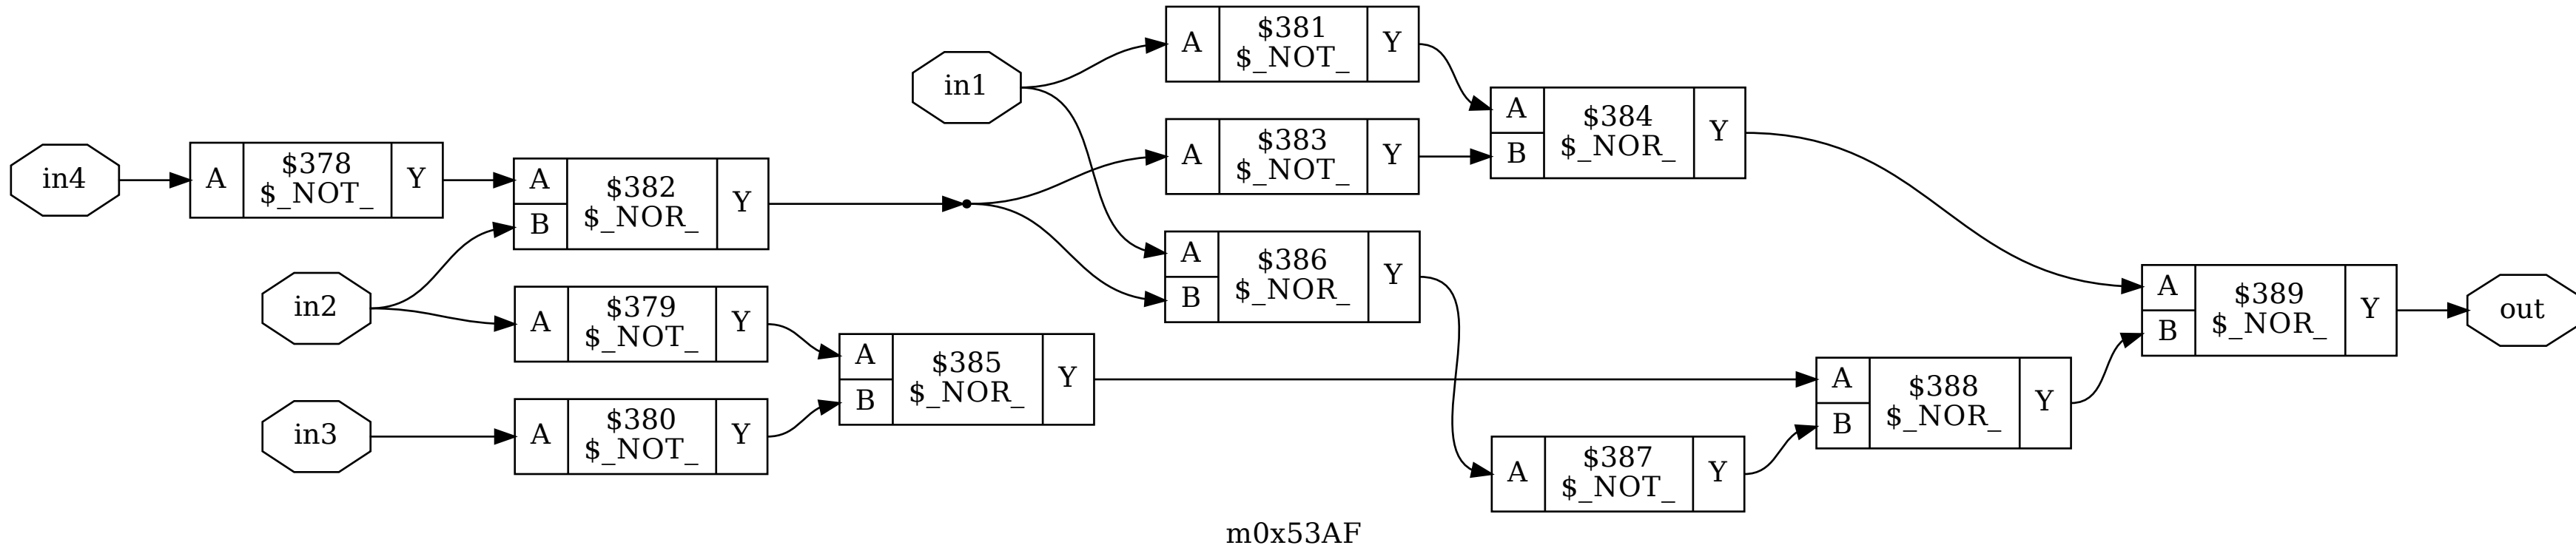 in4
A
$378
$_NOT_
Y
in2
in3
A
B
$382
$_NOR_
Y
A
$379
$_NOT_
Y
A
$380
$_NOT_
Y
in1
A
B
$385
$_NOR_
Y
A
$381
$_NOT_
Y
A
$383
$_NOT_
Y
A
B
$386
$_NOR_
Y
A
B
$384
$_NOR_
Y
A
$387
$_NOT_
Y
A
B
$388
$_NOR_
Y
A
B
$389
$_NOR_
Y
out
m0x53AF